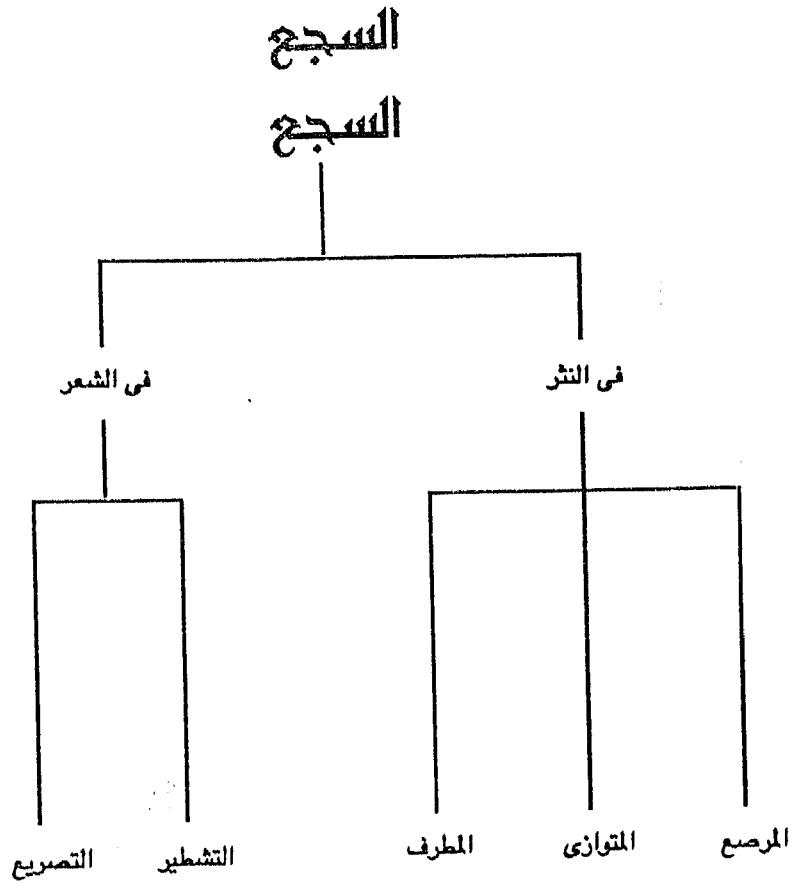 السجع
السجع
فى النثر
فى الشعر
المرصع
المتوازى
المطرف
التشطير
التصريع